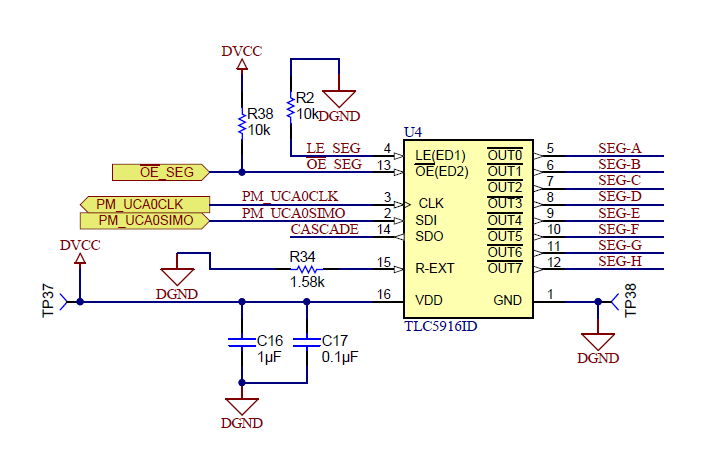 DVCC
R38
10k
R2
10k
DGND
U4
LE_SEG
4
LE(ED1)
OUT0
5
SEG-A
OE_SEG
OE_SEG
13
OE(ED2)
OUT1
6
SEG-B
OUT2
7
SEG-C
PM_UCA0CLK
PM_UCA0CLK
3
CLK
OUT3
8
SEG-D
PM_UCA0SIMO
PM_UCA0SIMO
2
SDI
OUT4
9
SEG-E
CASCADE
14
SDO
OUT5
10
SEG-F
OUT6
11
SEG-G
DVCC
R34
1.58k
15
R-EXT
OUT7
12
SEG-H
DGND
TP37
16
VDD
GND
1
TP38
TLC5916ID
C16
1µF
C17
0.1µF
DGND
DGND